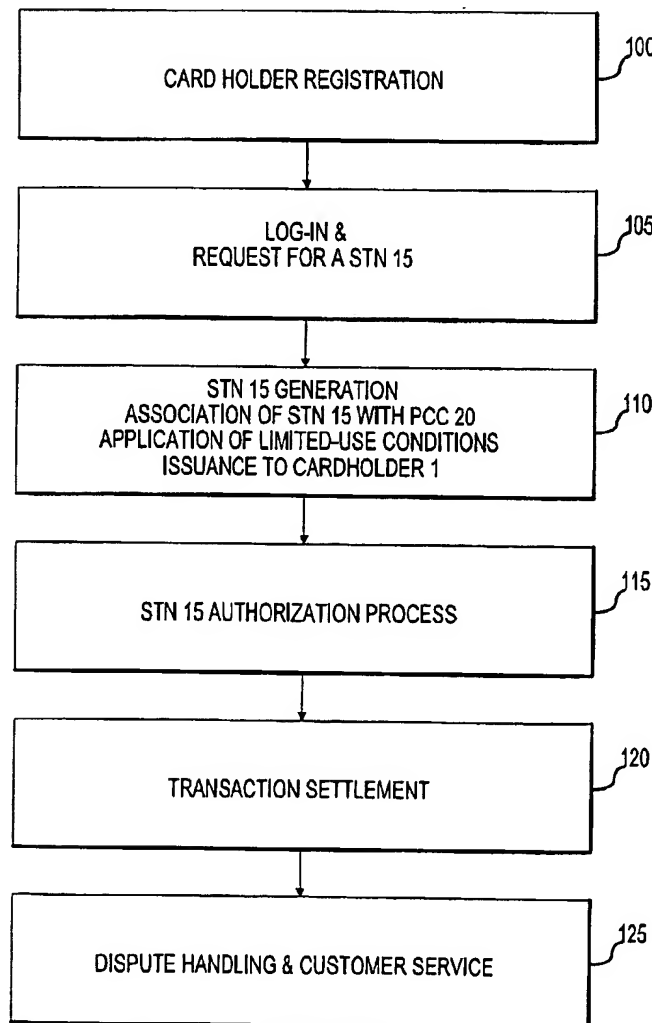 CARD HOLDER REGISTRATION
100
LOG-IN &
REQUEST FOR A STN 15
105
STN 15 GENERATION
ASSOCIATION OF STN 15 WITH PCC 20
APPLICATION OF LIMITED-USE CONDITIONS
ISSUANCE TO CARDHOLDER 1
110
STN 15 AUTHORIZATION PROCESS
115
TRANSACTION SETTLEMENT
120
DISPUTE HANDLING & CUSTOMER SERVICE
125